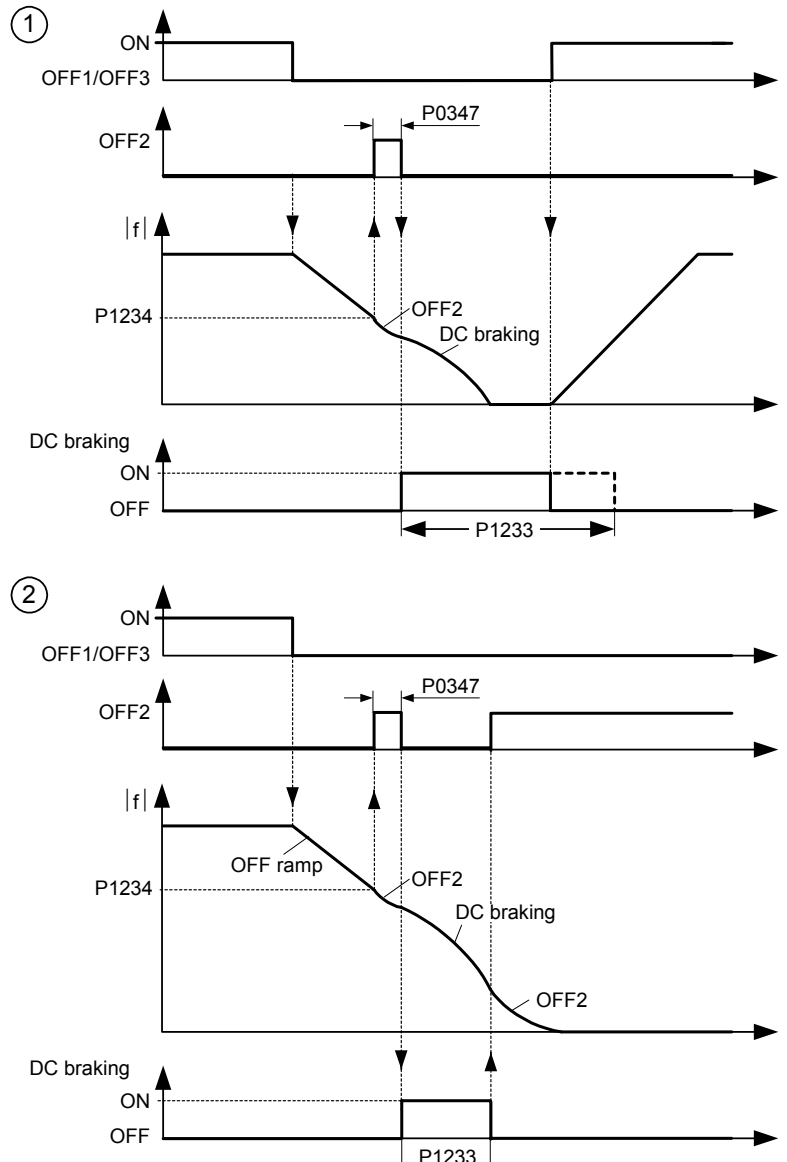 1
ON
OFF1/OFF3
P0347
OFF2
|f|
P1234
OFF2
DC braking
DC braking
ON
OFF
P1233
2
ON
OFF1/OFF3
P0347
OFF2
|f|
OFF ramp
P1234
OFF2
DC braking
OFF2
DC braking
ON
OFF
P1233